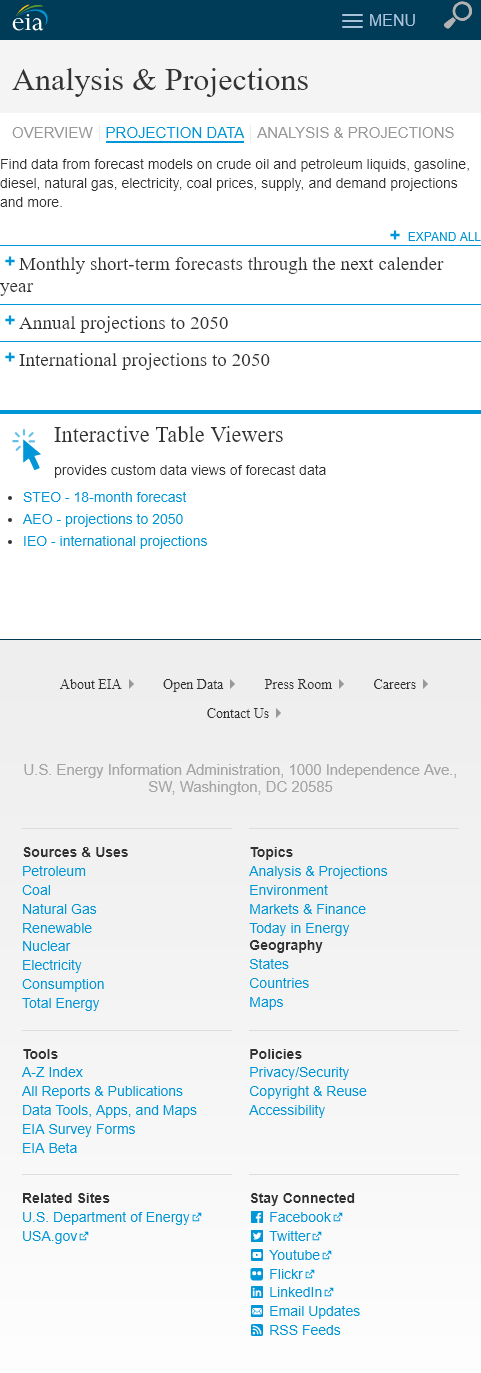 eia
MENU
Analysis & Projections
OVERVIEW
PROJECTION DATA
ANALYSIS & PROJECTIONS
Find data from forecast models on crude oil and petroleum liquids, gasoline,
diesel, natural gas, electricity, coal prices, supply, and demand projections
and more.
+ EXPAND ALL
+ Monthly short-term forecasts through the next calender
year
+ Annual projections to 2050
+ International projections to 2050
Interactive Table Viewers
provides custom data views of forecast data
• STEO - 18-month forecast
• AEO - projections to 2050
• IEO - international projections
About EIA
Open Data
Press Room
Careers
Contact Us
U.S. Energy Information Administration, 1000 Independence Ave.,
SW, Washington, DC 20585
Sources & Uses
Petroleum
Coal
Natural Gas
Renewable
Nuclear
Electricity
Consumption
Total Energy
Topics
Analysis & Projections
Environment
Markets & Finance
Today in Energy
Geography
States
Countries
Maps
Tools
A-Z Index
All Reports & Publications
Data Tools, Apps, and Maps
EIA Survey Forms
EIA Beta
Policies
Privacy/Security
Copyright & Reuse
Accessibility
Related Sites
U.S. Department of Energy
USA.gov
Stay Connected
Facebook
Twitter
Youtube
Flickr
LinkedIn
Email Updates
RSS Feeds